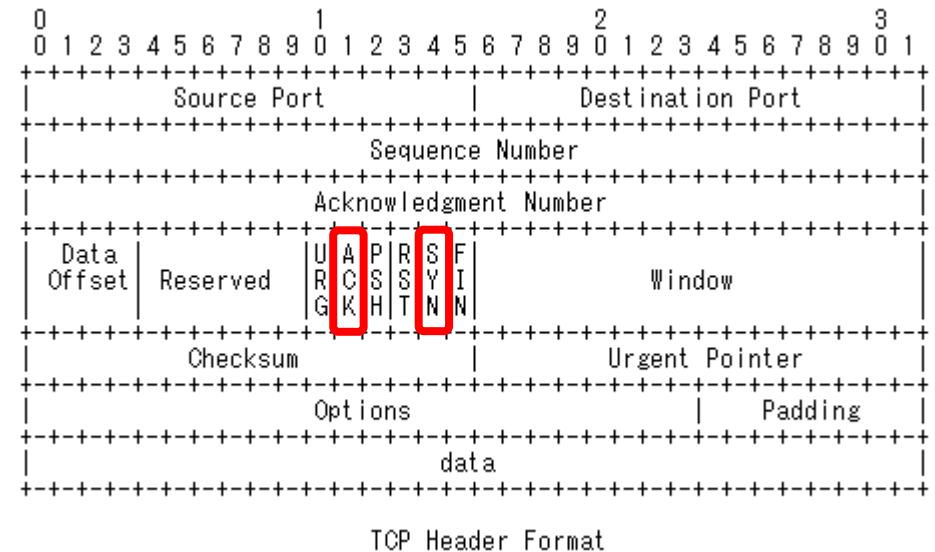 0                   1                   2                   3
0 1 2 3 4 5 6 7 8 9 0 1 2 3 4 5 6 7 8 9 0 1 2 3 4 5 6 7 8 9 0 1
+-+-+-+-+-+-+-+-+-+-+-+-+-+-+-+-+-+-+-+-+-+-+-+-+-+-+-+-+-+-+-+-+
|          Source Port          |       Destination Port        |
+-+-+-+-+-+-+-+-+-+-+-+-+-+-+-+-+-+-+-+-+-+-+-+-+-+-+-+-+-+-+-+-+
|                        Sequence Number                        |
+-+-+-+-+-+-+-+-+-+-+-+-+-+-+-+-+-+-+-+-+-+-+-+-+-+-+-+-+-+-+-+-+
|                    Acknowledgment Number                      |
+-+-+-+-+-+-+-+-+-+-+-+-+-+-+-+-+-+-+-+-+-+-+-+-+-+-+-+-+-+-+-+-+
|  Data |           |U|A|P|R|S|F|                               |
| Offset| Reserved  |R|C|S|S|Y|I|            Window             |
|       |           |G|K|H|T|N|N|                               |
+-+-+-+-+-+-+-+-+-+-+-+-+-+-+-+-+-+-+-+-+-+-+-+-+-+-+-+-+-+-+-+-+
|           Checksum            |         Urgent Pointer        |
+-+-+-+-+-+-+-+-+-+-+-+-+-+-+-+-+-+-+-+-+-+-+-+-+-+-+-+-+-+-+-+-+
|                    Options                    |    Padding    |
+-+-+-+-+-+-+-+-+-+-+-+-+-+-+-+-+-+-+-+-+-+-+-+-+-+-+-+-+-+-+-+-+
|                             data                              |
+-+-+-+-+-+-+-+-+-+-+-+-+-+-+-+-+-+-+-+-+-+-+-+-+-+-+-+-+-+-+-+-+
TCP Header Format